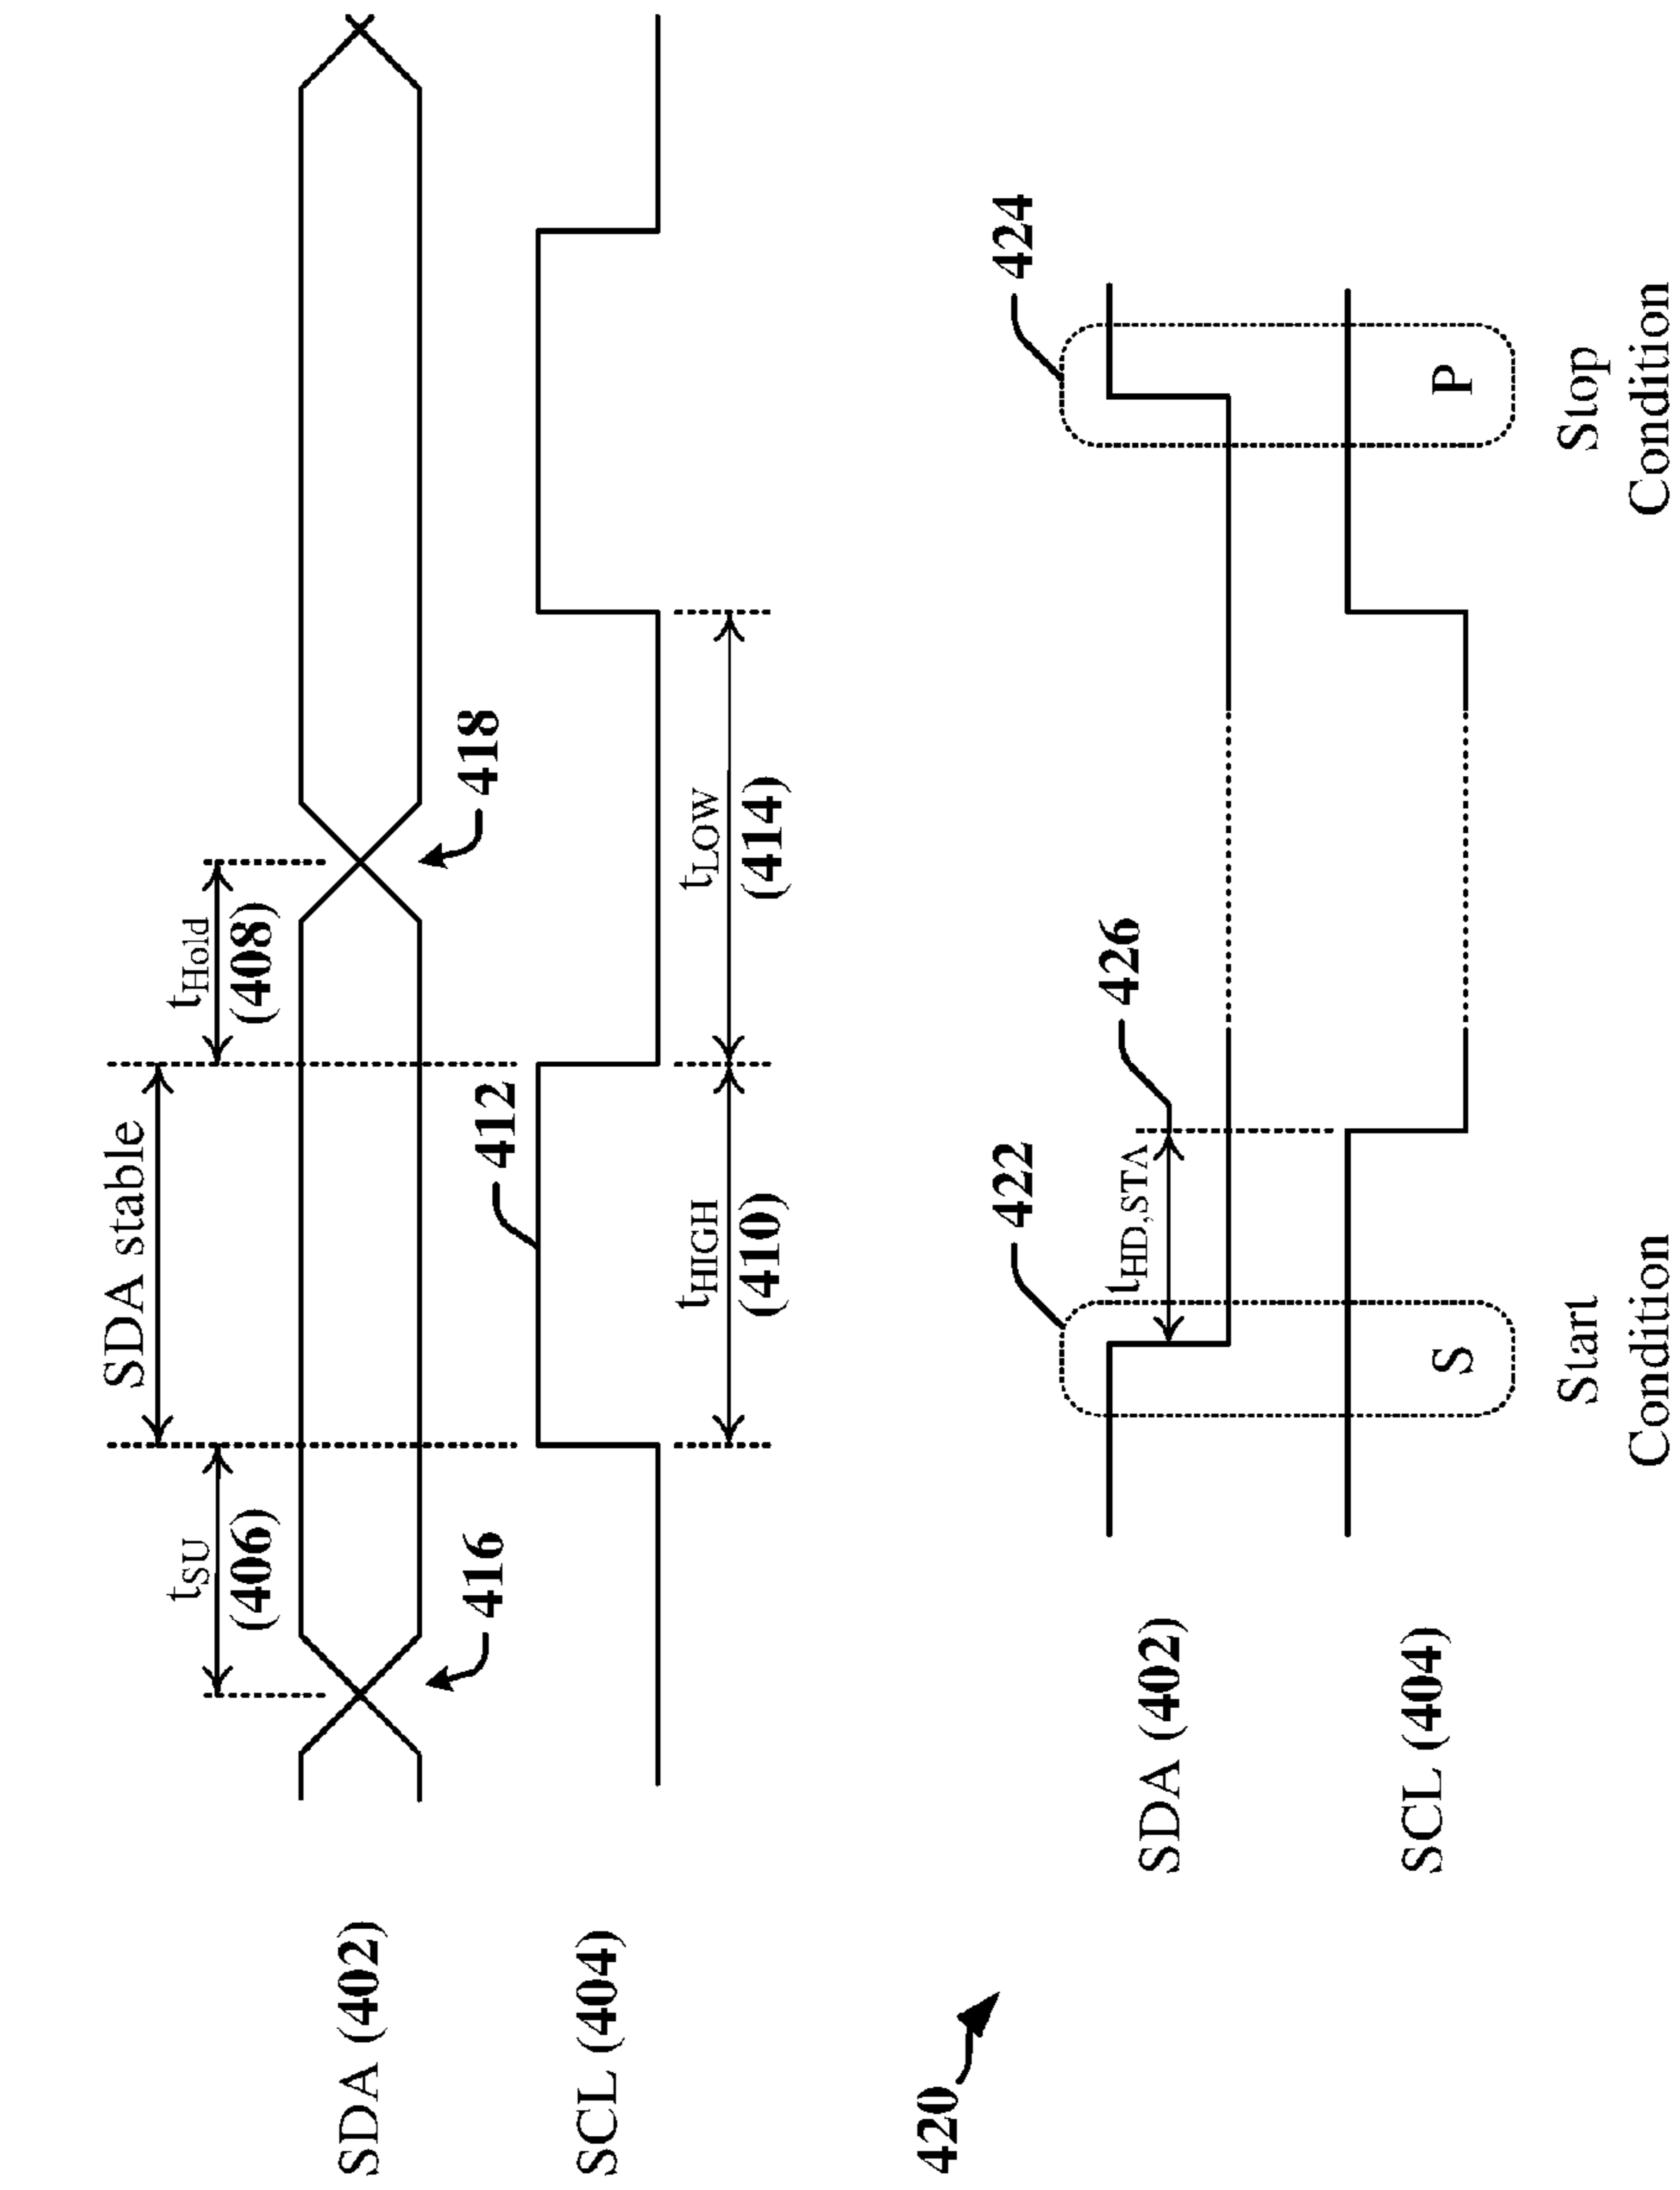 SDA stable
t_SU
(406)
t_Hold
(408)
SDA (402)
416
418
412
SCL (404)
t_HIGH
(410)
t_LOW
(414)
420
422
426
424
t_HD,STA
SDA (402)
SCL (404)
S
P
Start
Condition
Stop
Condition